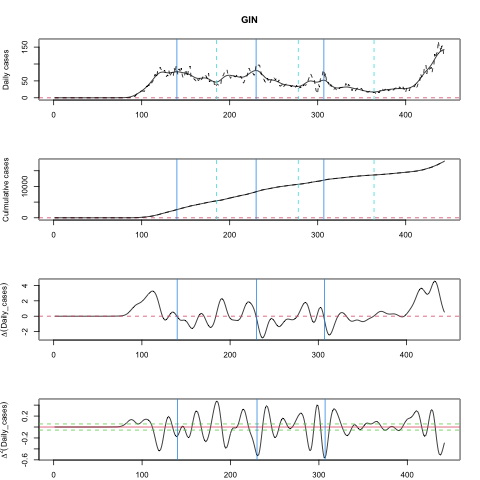 GIN
Daily cases
0 50 150
0 100 200 300 400
Culmulative cases
0 10000
0 100 200 300 400
Δ(Daily_cases)
-2 0 2 4
0 100 200 300 400
Δ²(Daily_cases)
-0.6 -0.2 0.2
0 100 200 300 400